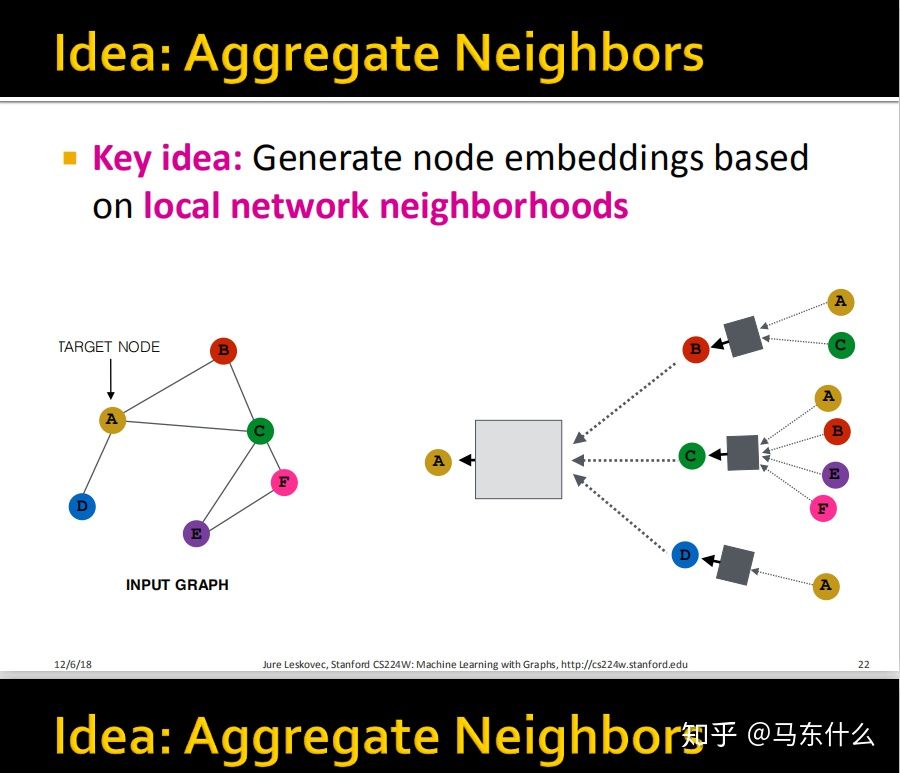 Idea: Aggregate Neighbors
Key idea: Generate node embeddings based
on local network neighborhoods
TARGET NODE
A
B
C
D
E
F
INPUT GRAPH
A
B
C
D
A
C
A
B
E
F
A
12/6/18
Jure Leskovec, Stanford CS224W: Machine Learning with Graphs, http://cs224w.stanford.edu
22
Idea: Aggregate Neighbors
知乎 @马东什么